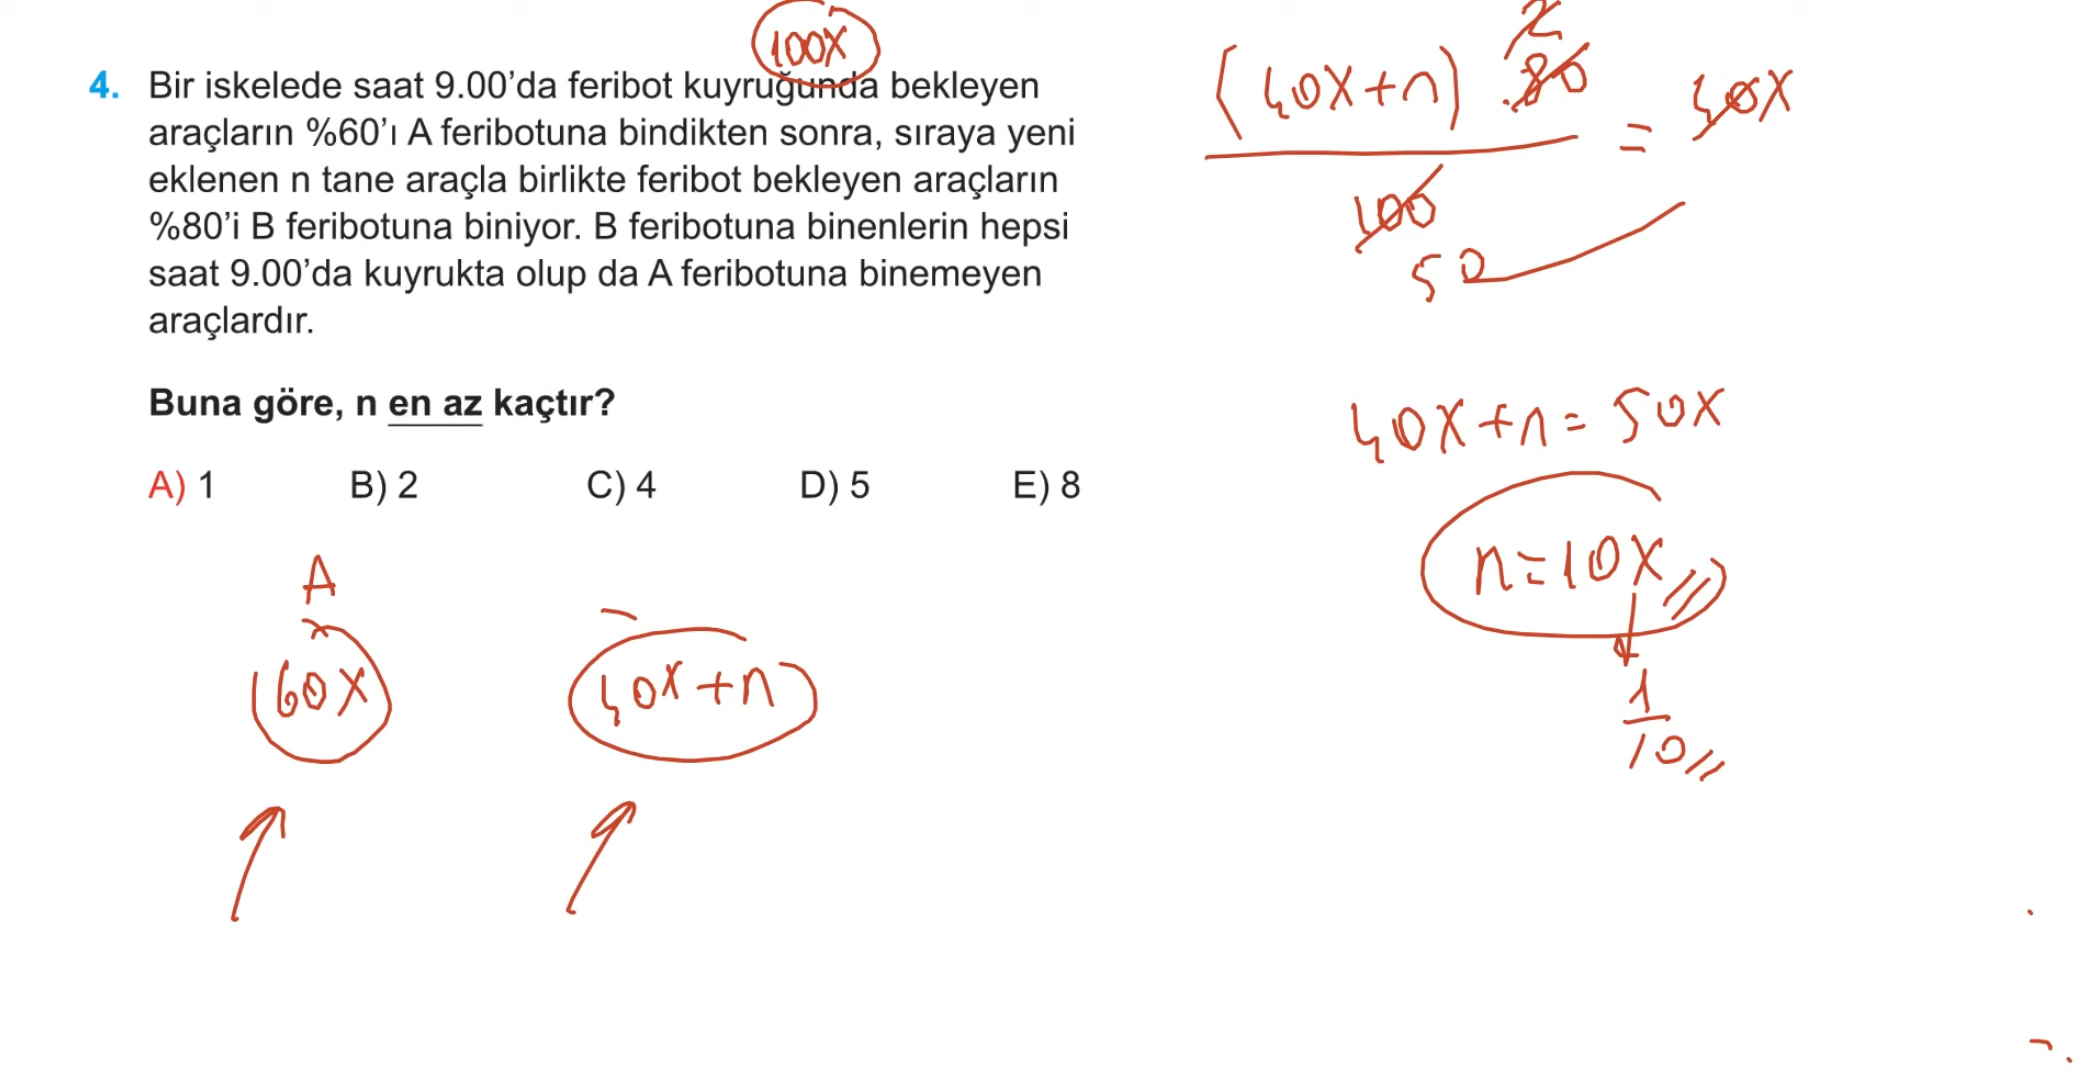 100X
4. Bir iskelede saat 9.00’da feribot kuyruğunda bekleyen
araçların %60’ı A feribotuna bindikten sonra, sıraya yeni
eklenen n tane araçla birlikte feribot bekleyen araçların
%80’i B feribotuna biniyor. B feribotuna binenlerin hepsi
saat 9.00’da kuyrukta olup da A feribotuna binemeyen
araçlardır.
Buna göre, n en az kaçtır?
A) 1 B) 2 C) 4 D) 5 E) 8
A
60X
40X+n
2
(40X+n) .80 = 40X
100
50
40X+n=50X
n=10X
1
10